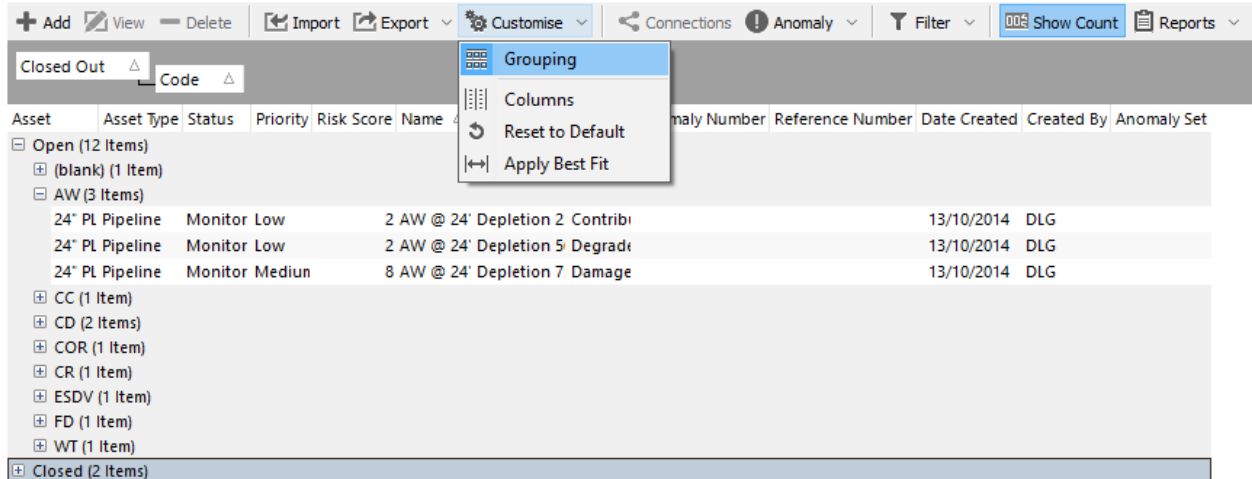 Add View Delete Import Export Customise Connections Anomaly Filter Show Count Reports
Grouping
Closed Out
Code
Columns
Asset Asset Type Status Priority Risk Score Name maly Number Reference Number Date Created Created By Anomaly Set
Reset to Default
Open (12 Items)
Apply Best Fit
(blank) (1 Item)
AW (3 Items)
24" PL Pipeline Monitor Low 2 AW @ 24' Depletion 2 Contribu 13/10/2014 DLG
24" PL Pipeline Monitor Low 2 AW @ 24' Depletion 5 Degrade 13/10/2014 DLG
24" PL Pipeline Monitor Medium 8 AW @ 24' Depletion 7 Damage 13/10/2014 DLG
CC (1 Item)
CD (2 Items)
COR (1 Item)
CR (1 Item)
ESDV (1 Item)
FD (1 Item)
WT (1 Item)
Closed (2 Items)